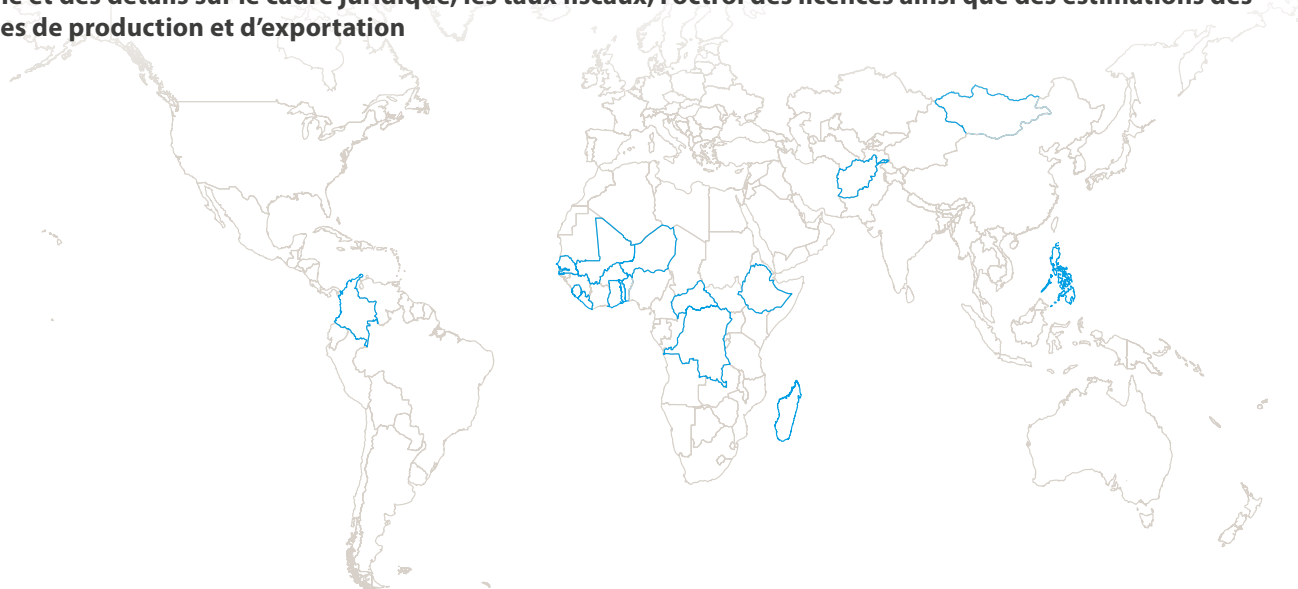 et des détails sur le cadre juridique, les taux fiscaux, l'octroi des licences ainsi que des estimations des
es de production et d'exportation